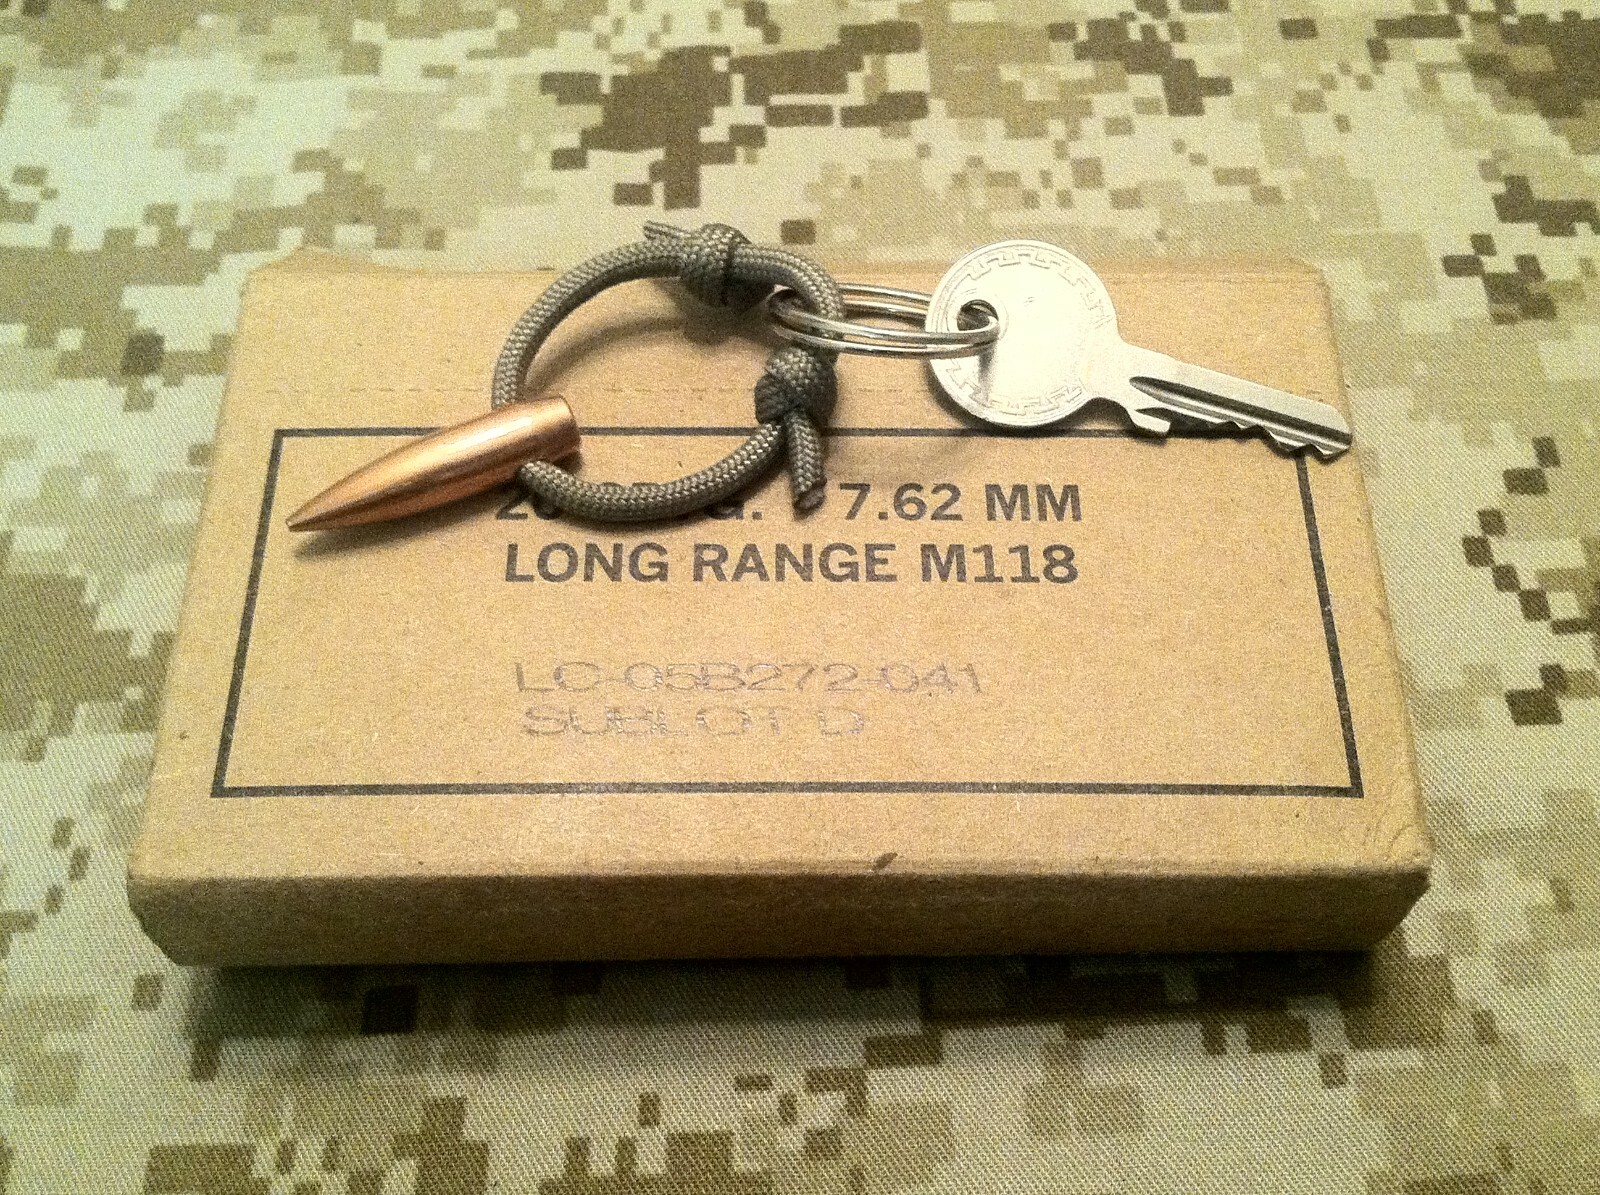 7.62 MM
LONG RANGE M118
LC-05B272-041
SUBLOT D